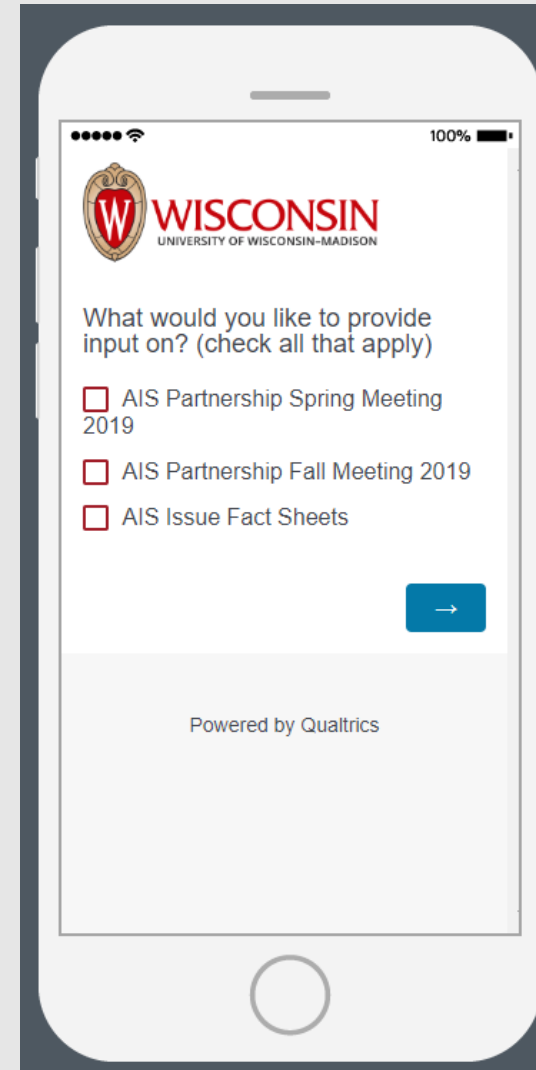 100%
W
WISCONSIN
UNIVERSITY OF WISCONSIN–MADISON
What would you like to provide
input on? (check all that apply)
AIS Partnership Spring Meeting
2019
AIS Partnership Fall Meeting 2019
AIS Issue Fact Sheets
→
Powered by Qualtrics